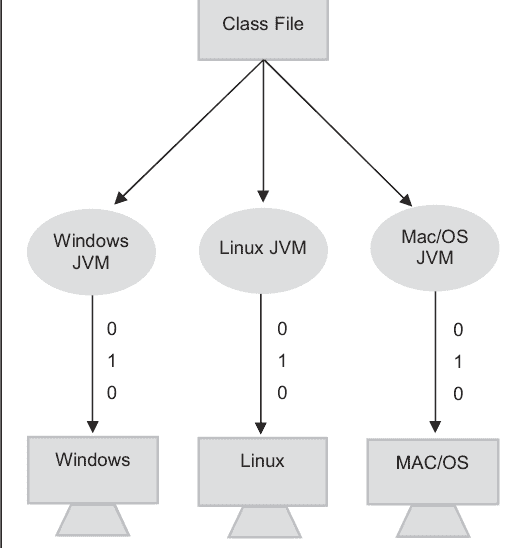 Class File
Windows
JVM
Linux JVM
Mac/OS
JVM
0
1
0
0
1
0
0
1
0
Windows
Linux
MAC/OS